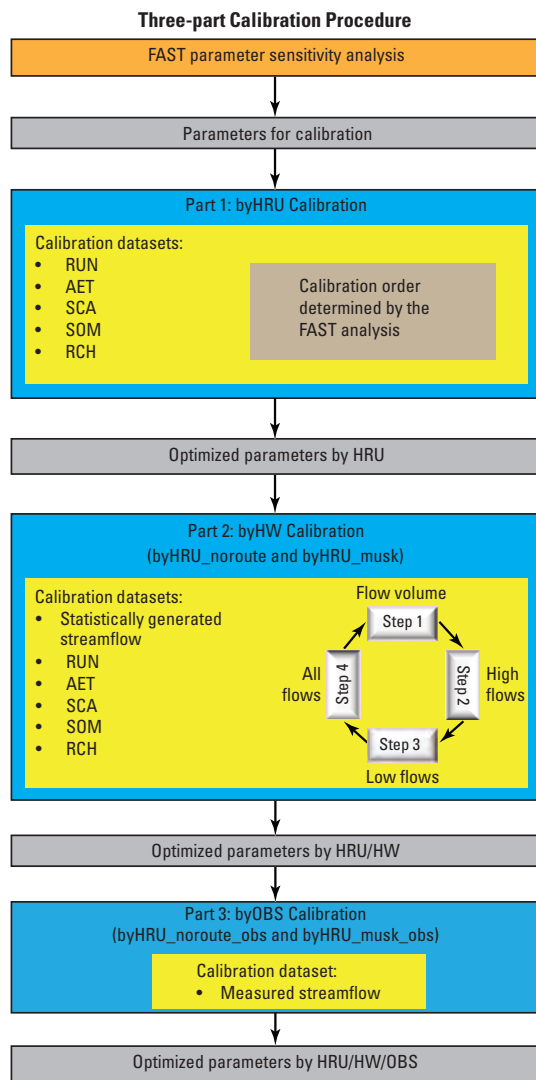 Three-part Calibration Procedure
FAST parameter sensitivity analysis
Parameters for calibration
Part 1: byHRU Calibration
Calibration datasets:
• RUN
• AET
• SCA
• SOM
• RCH
Calibration order
determined by the
FAST analysis
Optimized parameters by HRU
Part 2: byHW Calibration
(byHRU_noroute and byHRU_musk)
Calibration datasets:
• Statistically generated
streamflow
• RUN
• AET
• SCA
• SOM
• RCH
Flow volume
Step 1
Step 2
High
flows
Step 3
Low flows
Step 4
All
flows
Optimized parameters by HRU/HW
Part 3: byOBS Calibration
(byHRU_noroute_obs and byHRU_musk_obs)
Calibration dataset:
• Measured streamflow
Optimized parameters by HRU/HW/OBS